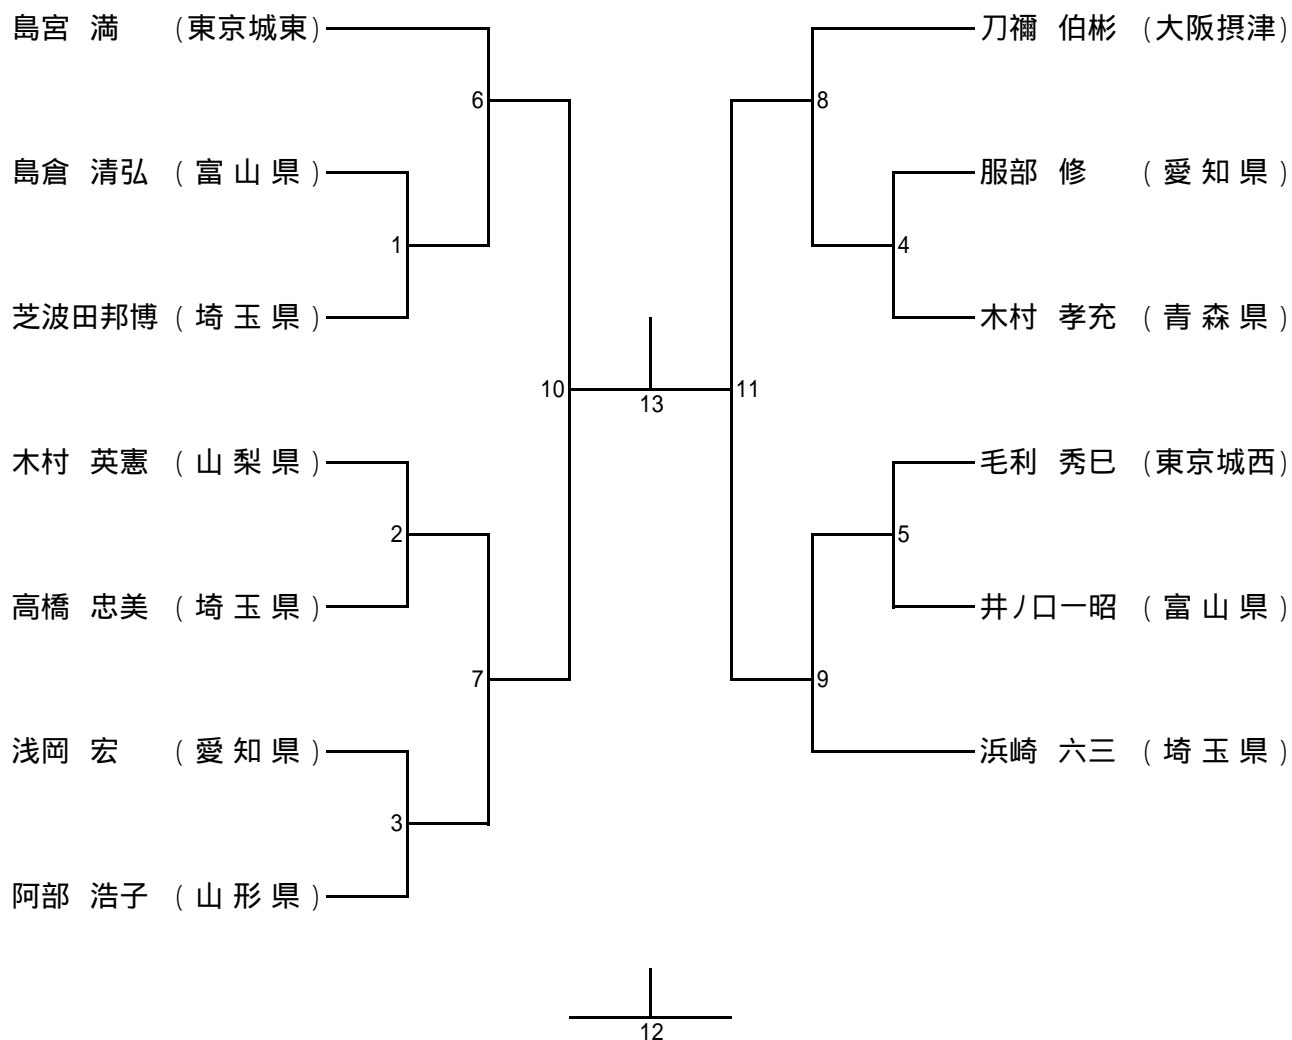 島宮 満 (東京城東)
6
島倉 清弘 (富山県)
1
芝波田邦博 (埼玉県)
木村 英憲 (山梨県)
2
高橋 忠美 (埼玉県)
7
浅岡 宏 (愛知県)
3
阿部 浩子 (山形県)
10
13
11
刀禰 伯彬 (大阪摂津)
8
服部 修 (愛知県)
4
木村 孝充 (青森県)
毛利 秀巳 (東京城西)
5
井ノ口一昭 (富山県)
9
浜崎 六三 (埼玉県)
12